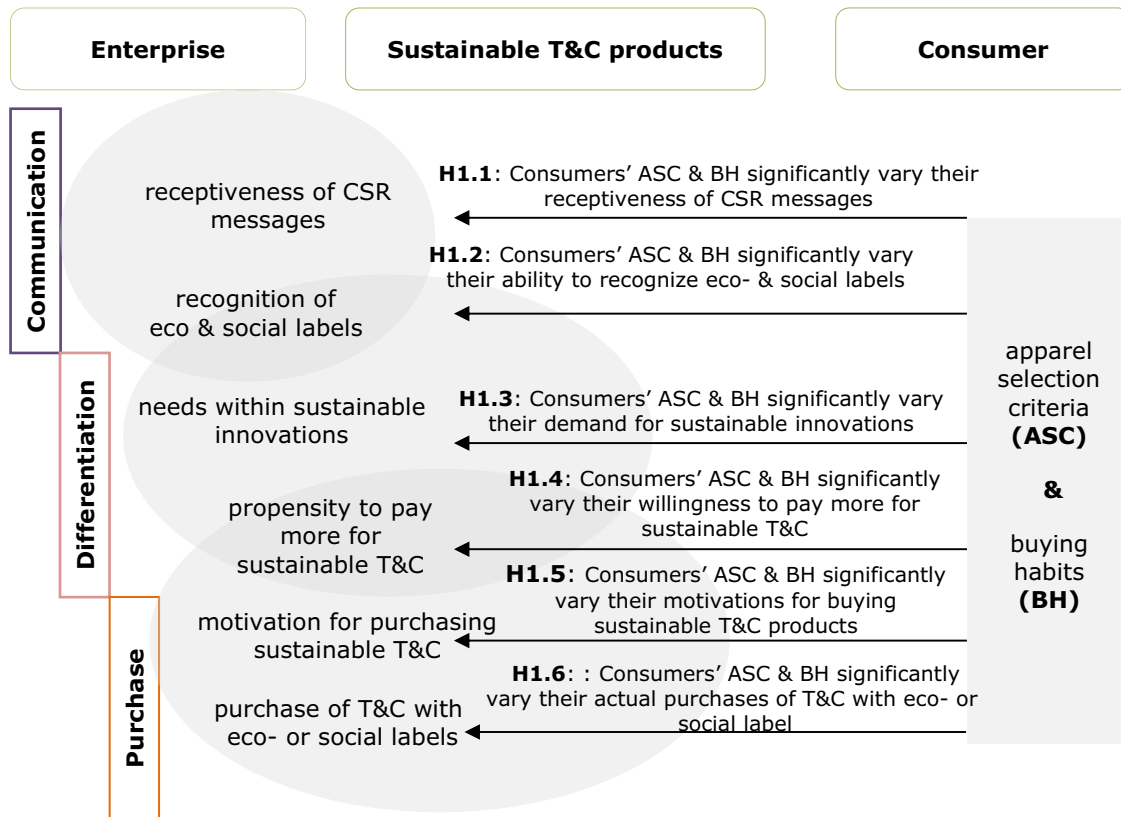 Enterprise
Sustainable T&C products
Consumer
Communication
Differentiation
Purchase
receptiveness of CSR
messages
recognition of
eco & social labels
needs within sustainable
innovations
propensity to pay
more for
sustainable T&C
motivation for purchasing
sustainable T&C
purchase of T&C with
eco- or social labels
H1.1: Consumers’ ASC & BH significantly vary their
receptiveness of CSR messages
H1.2: Consumers’ ASC & BH significantly vary
their ability to recognize eco- & social labels
H1.3: Consumers’ ASC & BH significantly vary
their demand for sustainable innovations
H1.4: Consumers’ ASC & BH significantly
vary their willingness to pay more for
sustainable T&C
H1.5: Consumers’ ASC & BH significantly
vary their motivations for buying
sustainable T&C products
H1.6: : Consumers’ ASC & BH significantly
vary their actual purchases of T&C with eco- or
social label
apparel
selection
criteria
(ASC)
&
buying
habits
(BH)